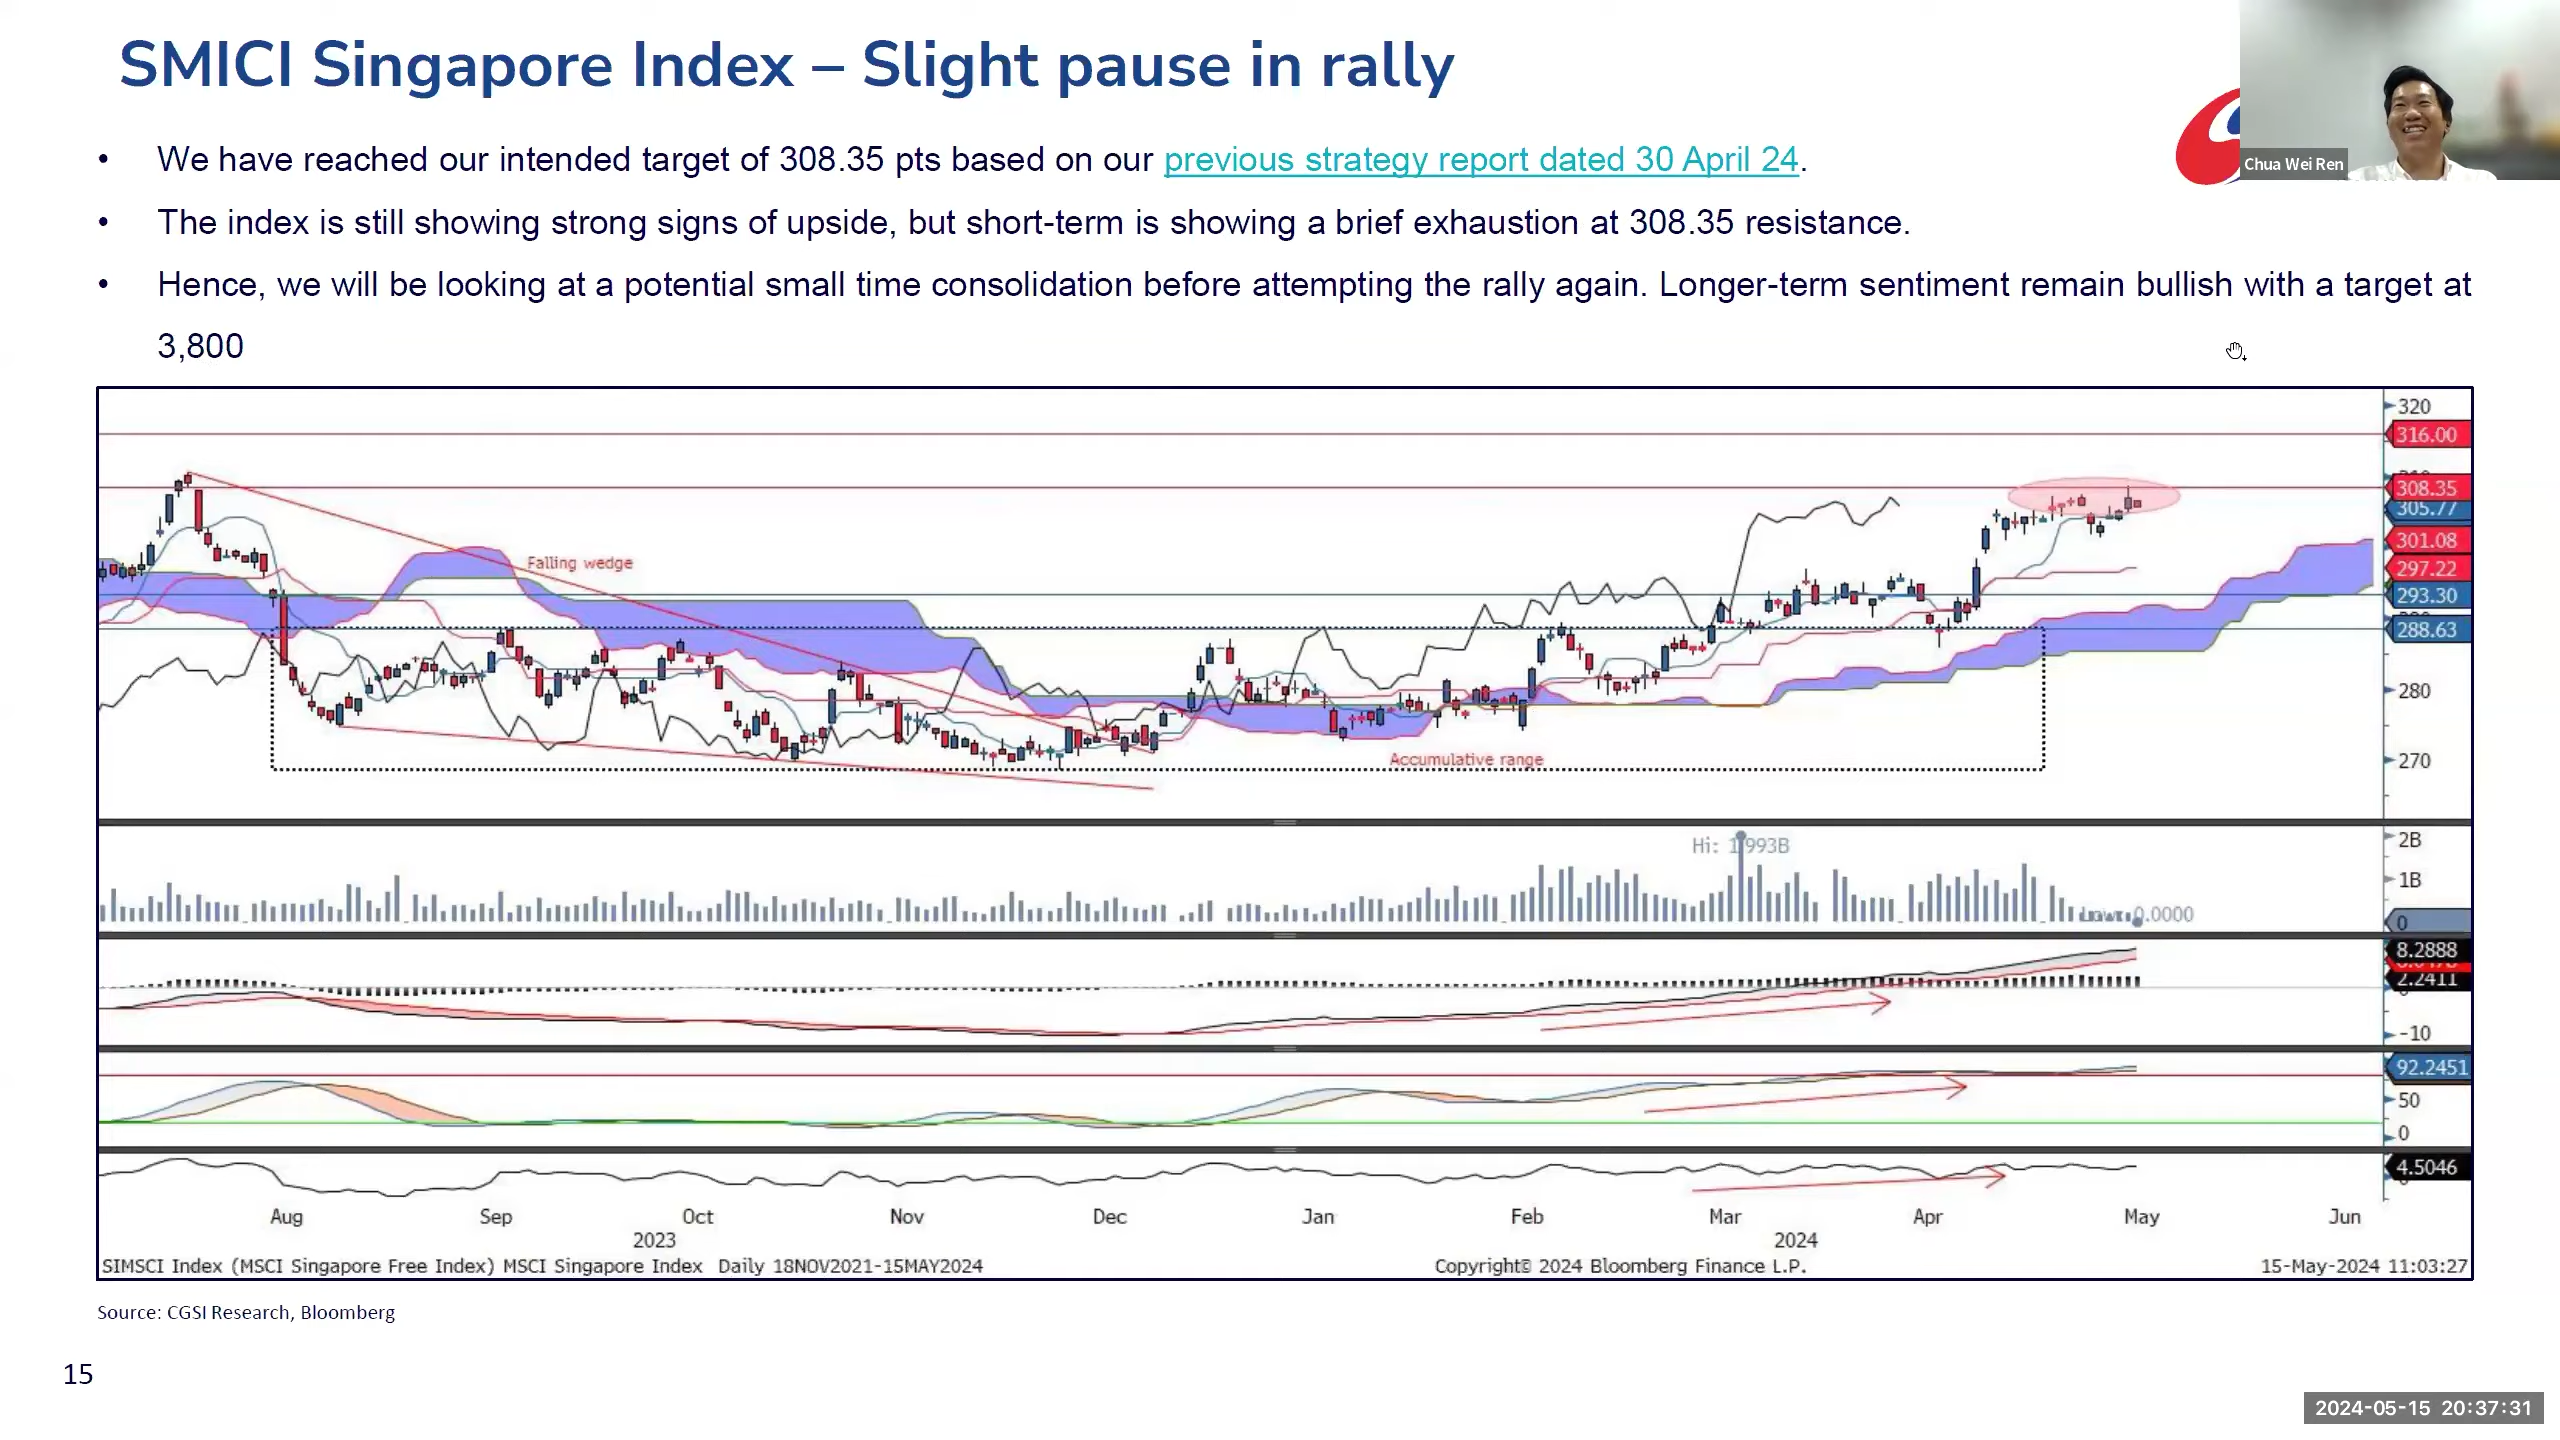 SMICI Singapore Index – Slight pause in rally
Chua Wei Ren
• We have reached our intended target of 308.35 pts based on our previous strategy report dated 30 April 24.
• The index is still showing strong signs of upside, but short-term is showing a brief exhaustion at 308.35 resistance.
• Hence, we will be looking at a potential small time consolidation before attempting the rally again. Longer-term sentiment remain bullish with a target at
3,800
320
316.00
308.35
305.77
Falling wedge
301.08
297.22
293.30
288.63
280
Accumulative range
270
Hi: 1.993B
2B
1B
0.0000
0
8.2888
2.2411
-10
92.2451
50
0
4.5046
Aug Sep Oct Nov Dec Jan Feb Mar Apr May Jun
2023 2024
SIMSCI Index (MSCI Singapore Free Index) MSCI Singapore Index Daily 18NOV2021-15MAY2024 Copyright© 2024 Bloomberg Finance L.P. 15-May-2024 11:03:27
Source: CGSI Research, Bloomberg
15
2024-05-15 20:37:31